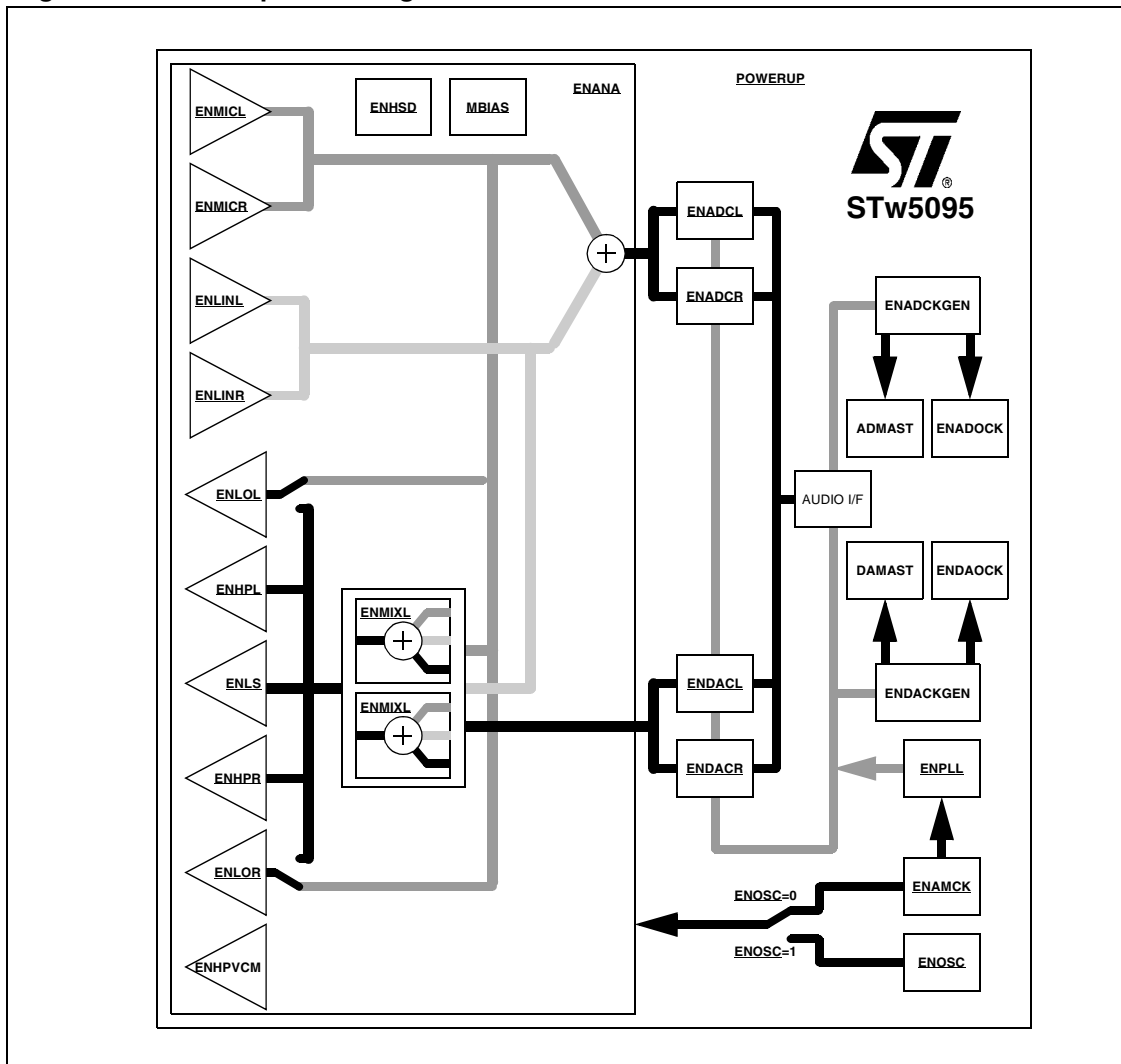 ENMICL
ENHSD
MBIAS
ENANA
POWERUP
ST
®
STw5095
ENMICR
ENADCL
ENLINL
ENADCR
ENADCKGEN
ENLINR
ADMAST
ENADOCK
ENLOL
AUDIO I/F
ENHPL
DAMAST
ENDAOCK
ENMIXL
ENLS
ENDACL
ENDACKGEN
ENMIXL
ENHPR
ENDACR
ENPLL
ENLOR
ENOSC=0
ENAMCK
ENOSC=1
ENOSC
ENHPVCM